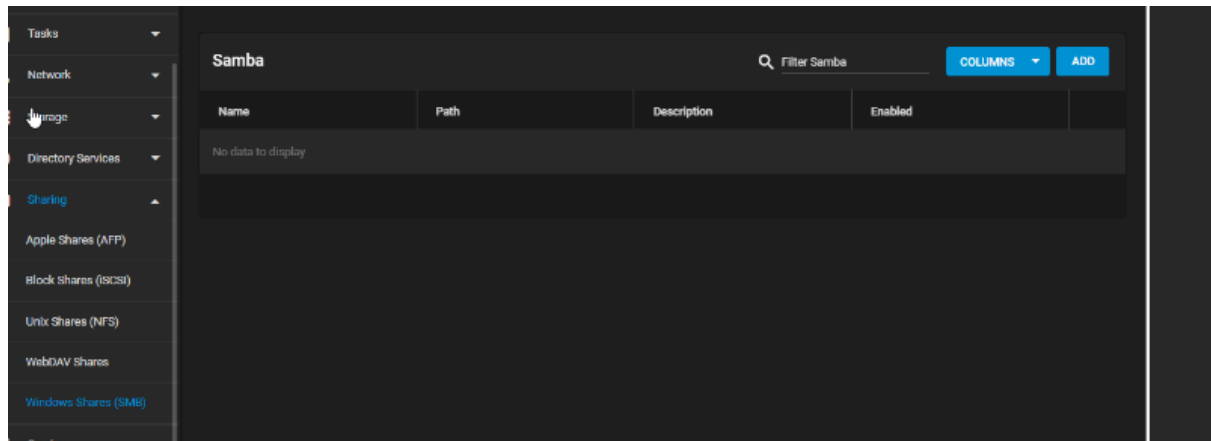 Tasks
Network
Storage
Directory Services
Sharing
Apple Shares (AFP)
Block Shares (iSCSI)
Unix Shares (NFS)
WebDAV Shares
Windows Shares (SMB)
Samba
Filter Samba
COLUMNS
ADD
Name Path Description Enabled
No data to display